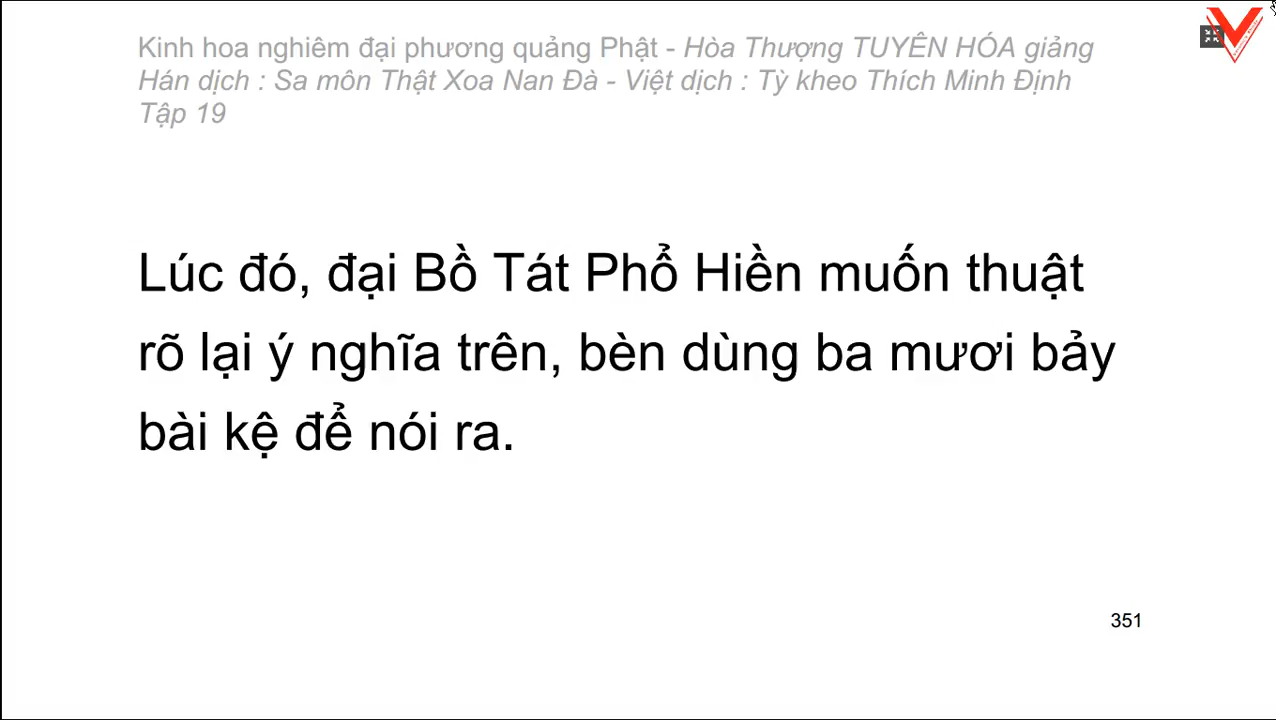 Kinh hoa nghiêm đại phương quảng Phật - Hòa Thượng TUYÊN HÓA giảng
Hán dịch : Sa môn Thật Xoa Nan Đà - Việt dịch : Tỳ kheo Thích Minh Định
Tập 19
Lúc đó, đại Bồ Tát Phổ Hiền muốn thuật
rõ lại ý nghĩa trên, bèn dùng ba mươi bảy
bài kệ để nói ra.
351